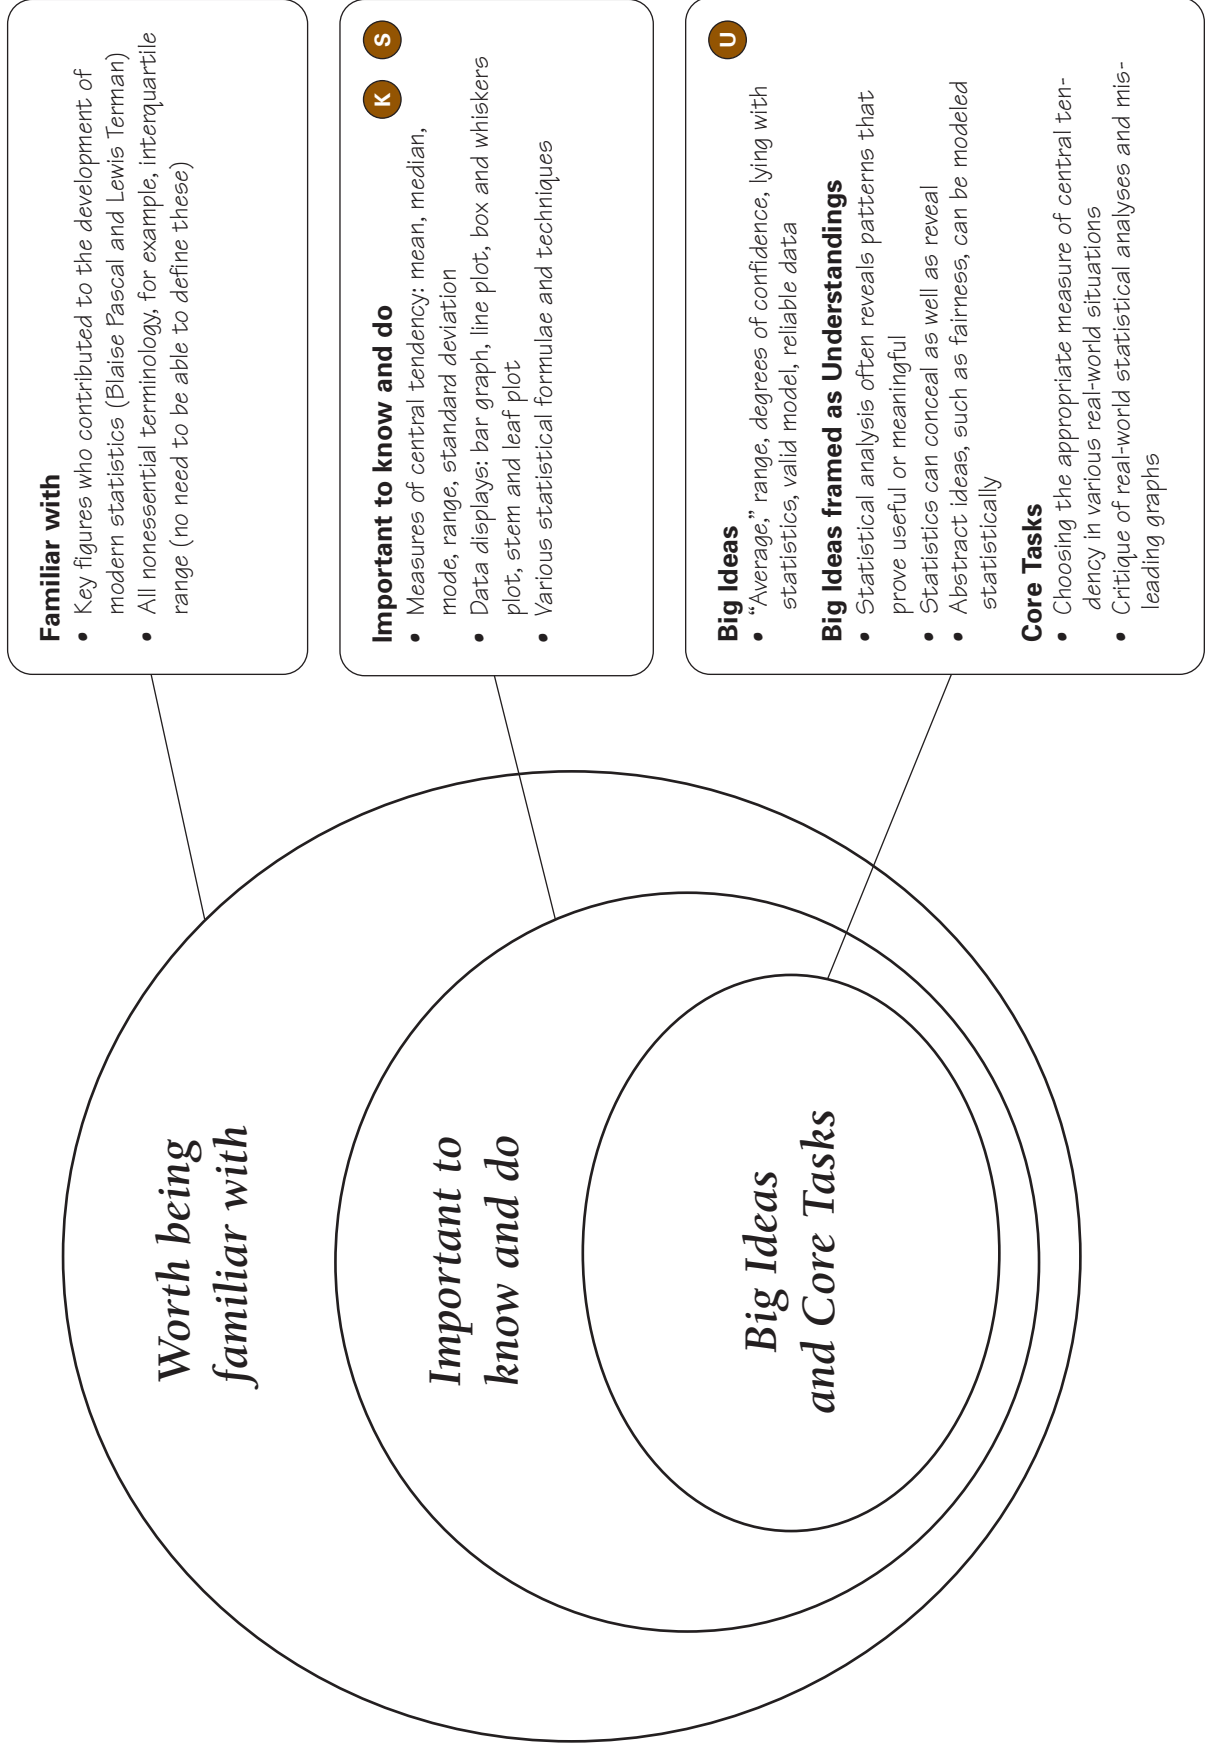 Worth being
familiar with
Important to
know and do
Big Ideas
and Core Tasks
Familiar with
• Key figures who contributed to the development of
modern statistics (Blaise Pascal and Lewis Terman)
• All nonessential terminology, for example, interquartile
range (no need to be able to define these)
K S
Important to know and do
• Measures of central tendency: mean, median,
mode, range, standard deviation
• Data displays: bar graph, line plot, box and whiskers
plot, stem and leaf plot
• Various statistical formulae and techniques
U
Big Ideas
• “Average,” range, degrees of confidence, lying with
statistics, valid model, reliable data
Big Ideas framed as Understandings
• Statistical analysis often reveals patterns that
prove useful or meaningful
• Statistics can conceal as well as reveal
• Abstract ideas, such as fairness, can be modeled
statistically
Core Tasks
• Choosing the appropriate measure of central ten-
dency in various real-world situations
• Critique of real-world statistical analyses and mis-
leading graphs